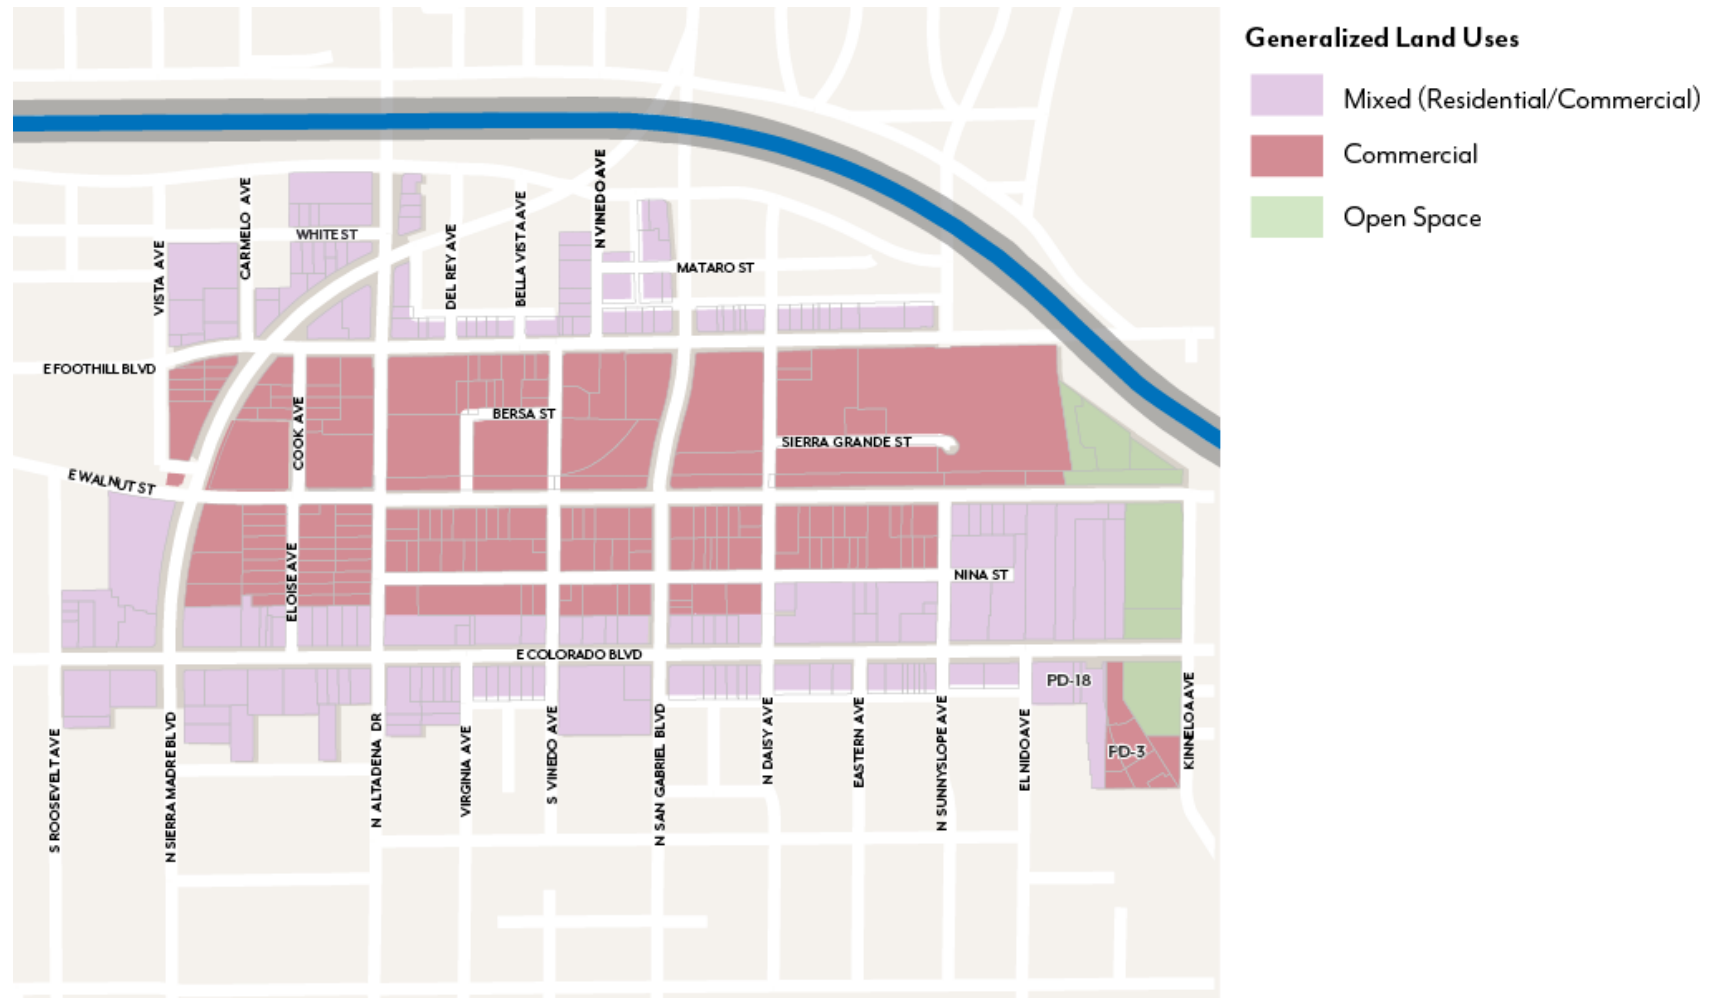 Generalized Land Uses
Mixed (Residential/Commercial)
Commercial
Open Space
N VINEDO AVE
CARMELO AVE
BELLA VISTA AVE
WHITE ST
DEL REY AVE
VISTA AVE
MATARO ST
E FOOTHILL BLVD
COOK AVE
BERSA ST
SIERRA GRANDE ST
E WALNUT ST
ELOISE AVE
NINA ST
E COLORADO BLVD
PD-18
KINNELOA AVE
PD-3
S ROOSEVELT AVE
N SIERRA MADRE BLVD
N ALTADENA DR
VIRGINIA AVE
S VINEDO AVE
N SAN GABRIEL BLVD
N DAISY AVE
EASTERN AVE
N SUNNYSLOPE AVE
EL NIDO AVE